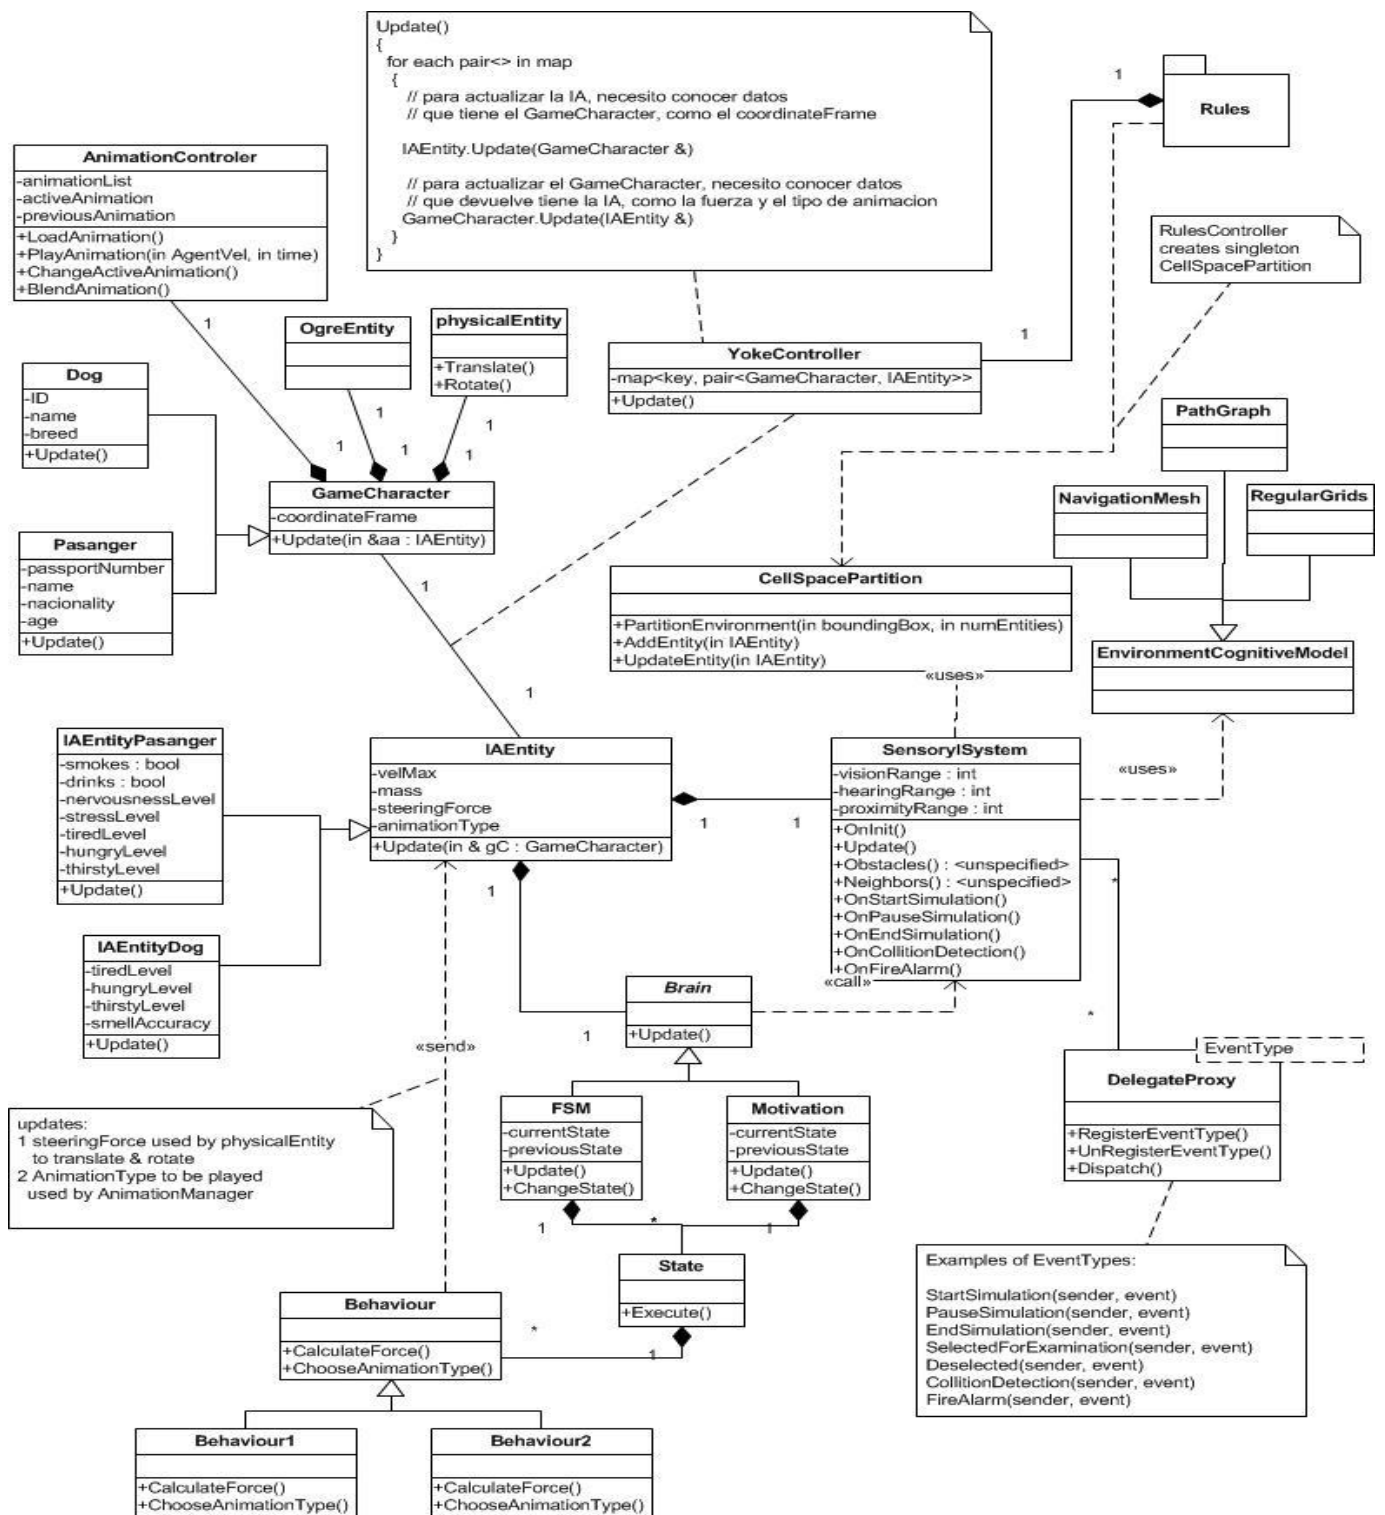 Update()
{
for each pair<> in map
{
// para actualizar la IA, necesito conocer datos
// que tiene el GameCharacter, como el coordinateFrame
IAEntity.Update(GameCharacter &)
// para actualizar el GameCharacter, necesito conocer datos
// que devuelve tiene la IA, como la fuerza y el tipo de animacion
GameCharacter.Update(IAEntity &)
}
}
1
Rules
RulesController
creates singleton
CellSpacePartition
AnimationControler
-animationList
-activeAnimation
-previousAnimation
+LoadAnimation()
+PlayAnimation(in AgentVel, in time)
+ChangeActiveAnimation()
+BlendAnimation()
1
OgreEntity
physicalEntity
+Translate()
+Rotate()
1
1
1
1
1
YokeController
-map<key, pair<GameCharacter, IAEntity>>
+Update()
1
Dog
-ID
-name
-breed
+Update()
GameCharacter
-coordinateFrame
+Update(in &aa : IAEntity)
1
Pasanger
-passportNumber
-name
-nacionality
-age
+Update()
PathGraph
NavigationMesh
RegularGrids
CellSpacePartition
+PartitionEnvironment(in boundingBox, in numEntities)
+AddEntity(in IAEntity)
+UpdateEntity(in IAEntity)
«uses»
EnvironmentCognitiveModel
1
IAEntityPasanger
-smokes : bool
-drinks : bool
-nervousnessLevel
-stressLevel
-tiredLevel
-hungryLevel
-thirstyLevel
+Update()
IAEntity
-velMax
-mass
-steeringForce
-animationType
+Update(in & gC : GameCharacter)
1
1
1
SensorylSystem
-visionRange : int
-hearingRange : int
-proximityRange : int
+OnInit()
+Update()
+Obstacles() : <unspecified>
+Neighbors() : <unspecified>
+OnStartSimulation()
+OnPauseSimulation()
+OnEndSimulation()
+OnCollitionDetection()
+OnFireAlarm()
«call»
«uses»
*
*
IAEntityDog
-tiredLevel
-hungryLevel
-thirstyLevel
-smellAccuracy
+Update()
«send»
Brain
+Update()
1
EventType
DelegateProxy
+RegisterEventType()
+UnRegisterEventType()
+Dispatch()
updates:
1 steeringForce used by physicalEntity
to translate & rotate
2 AnimationType to be played
used by AnimationManager
FSM
-currentState
-previousState
+Update()
+ChangeState()
Motivation
-currentState
-previousState
+Update()
+ChangeState()
1
*
1
State
+Execute()
Examples of EventTypes:
StartSimulation(sender, event)
PauseSimulation(sender, event)
EndSimulation(sender, event)
SelectedForExamination(sender, event)
Deselected(sender, event)
CollitionDetection(sender, event)
FireAlarm(sender, event)
Behaviour
+CalculateForce()
+ChooseAnimationType()
*
1
Behaviour1
+CalculateForce()
+ChooseAnimationType()
Behaviour2
+CalculateForce()
+ChooseAnimationType()